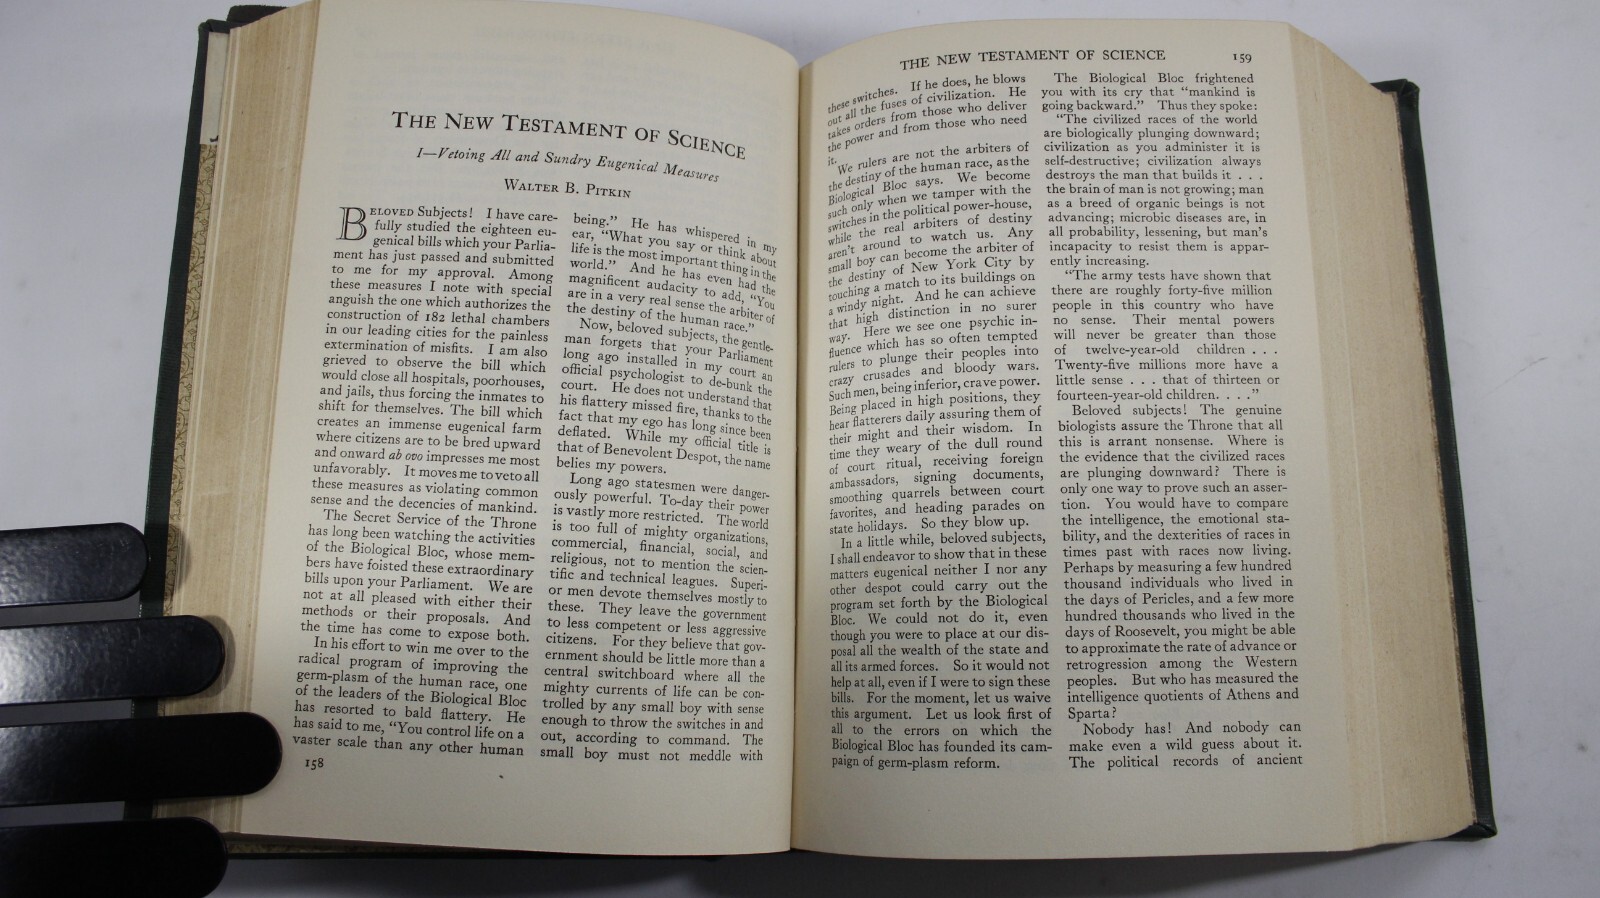 THE NEW TESTAMENT OF SCIENCE
I—Vetoing All and Sundry Eugenical Measures
WALTER B. PITKIN
BELOVED Subjects! I have care-
fully studied the eighteen eu-
genical bills which your Parlia-
ment has just passed and submitted
to me for my approval. Among
these measures I note with special
anguish the one which authorizes the
construction of 182 lethal chambers
in our leading cities for the painless
extermination of misfits. I am also
grieved to observe the bill which
would close all hospitals, poorhouses,
and jails, thus forcing the inmates to
shift for themselves. The bill which
creates an immense eugenical farm
where citizens are to be bred upward
and onward ab ovo impresses me most
unfavorably. It moves me to veto all
these measures as violating common
sense and the decencies of mankind.
The Secret Service of the Throne
has long been watching the activities
of the Biological Bloc, whose mem-
bers have foisted these extraordinary
bills upon your Parliament. We are
not at all pleased with either their
methods or their proposals. And
the time has come to expose both.
In his effort to win me over to the
radical program of improving the
germ-plasm of the human race, one
of the leaders of the Biological Bloc
has resorted to bald flattery. He
has said to me, “You control life on a
vaster scale than any other human
158
being.” He has whispered in my
ear, “What you say or think about
life is the most important thing in the
world.” And he has even had the
magnificent audacity to add, “You
are in a very real sense the arbiter of
the destiny of the human race.”
Now, beloved subjects, the gentle-
man forgets that your Parliament
long ago installed in my court an
official psychologist to de-bunk the
court. He does not understand that
his flattery missed fire, thanks to the
fact that my ego has long since been
deflated. While my official title is
that of Benevolent Despot, the name
belies my powers.
Long ago statesmen were danger-
ously powerful. To-day their power
is vastly more restricted. The world
is too full of mighty organizations,
commercial, financial, social, and
religious, not to mention the scien-
tific and technical leagues. Superi-
or men devote themselves mostly to
these. They leave the government
to less competent or less aggressive
citizens. For they believe that gov-
ernment should be little more than a
central switchboard where all the
mighty currents of life can be con-
trolled by any small boy with sense
enough to throw the switches in and
out, according to command. The
small boy must not meddle with
THE NEW TESTAMENT OF SCIENCE 159
these switches. If he does, he blows
out all the fuses of civilization. He
takes orders from those who deliver
the power and from those who need
it.
We rulers are not the arbiters of
the destiny of the human race, as the
Biological Bloc says. We become
such only when we tamper with the
switches in the political power-house,
while the real arbiters of destiny
aren't around to watch us. Any
small boy can become the arbiter of
the destiny of New York City by
touching a match to its buildings on
a windy night. And he can achieve
that high distinction in no surer
way. Here we see one psychic in-
fluence which has so often tempted
rulers to plunge their peoples into
crazy crusades and bloody wars.
Such men, being inferior, crave power.
Being placed in high positions, they
hear flatterers daily assuring them of
their might and their wisdom. In
time they weary of the dull round
of court ritual, receiving foreign
ambassadors, signing documents,
smoothing quarrels between court
favorites, and heading parades on
state holidays. So they blow up.
In a little while, beloved subjects,
I shall endeavor to show that in these
matters eugenical neither I nor any
other despot could carry out the
program set forth by the Biological
Bloc. We could not do it, even
though you were to place at our dis-
posal all the wealth of the state and
all its armed forces. So it would not
help at all, even if I were to sign these
bills. For the moment, let us waive
this argument. Let us look first of
all to the errors on which the
Biological Bloc has founded its cam-
paign of germ-plasm reform.
The Biological Bloc frightened
you with its cry that “mankind is
going backward.” Thus they spoke:
“The civilized races of the world
are biologically plunging downward;
civilization as you administer it is
self-destructive; civilization always
destroys the man that builds it . . .
the brain of man is not growing; man
as a breed of organic beings is not
advancing; microbic diseases are, in
all probability, lessening, but man's
incapacity to resist them is appar-
ently increasing.
“The army tests have shown that
there are roughly forty-five million
people in this country who have
no sense. Their mental powers
will never be greater than those
of twelve-year-old children . . .
Twenty-five millions more have a
little sense . . . that of thirteen or
fourteen-year-old children. . . .”
Beloved subjects! The genuine
biologists assure the Throne that all
this is arrant nonsense. Where is
the evidence that the civilized races
are plunging downward? There is
only one way to prove such an asser-
tion. You would have to compare
the intelligence, the emotional sta-
bility, and the dexterities of races in
times past with races now living.
Perhaps by measuring a few hundred
thousand individuals who lived in
the days of Pericles, and a few more
hundred thousands who lived in the
days of Roosevelt, you might be able
to approximate the rate of advance or
retrogression among the Western
peoples. But who has measured the
intelligence quotients of Athens and
Sparta?
Nobody has! And nobody can
make even a wild guess about it.
The political records of ancient